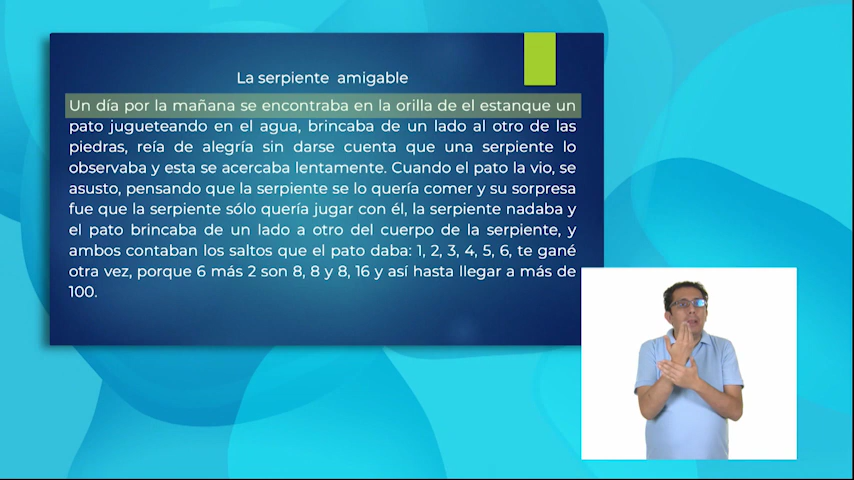 La serpiente amigable
Un día por la mañana se encontraba en la orilla de el estanque un
pato jugueteando en el agua, brincaba de un lado al otro de las
piedras, reía de alegría sin darse cuenta que una serpiente lo
observaba y esta se acercaba lentamente. Cuando el pato la vio, se
asusto, pensando que la serpiente se lo quería comer y su sorpresa
fue que la serpiente sólo quería jugar con él, la serpiente nadaba y
el pato brincaba de un lado a otro del cuerpo de la serpiente, y
ambos contaban los saltos que el pato daba: 1, 2, 3, 4, 5, 6, te gané
otra vez, porque 6 más 2 son 8, 8 y 8, 16 y así hasta llegar a más de
100.